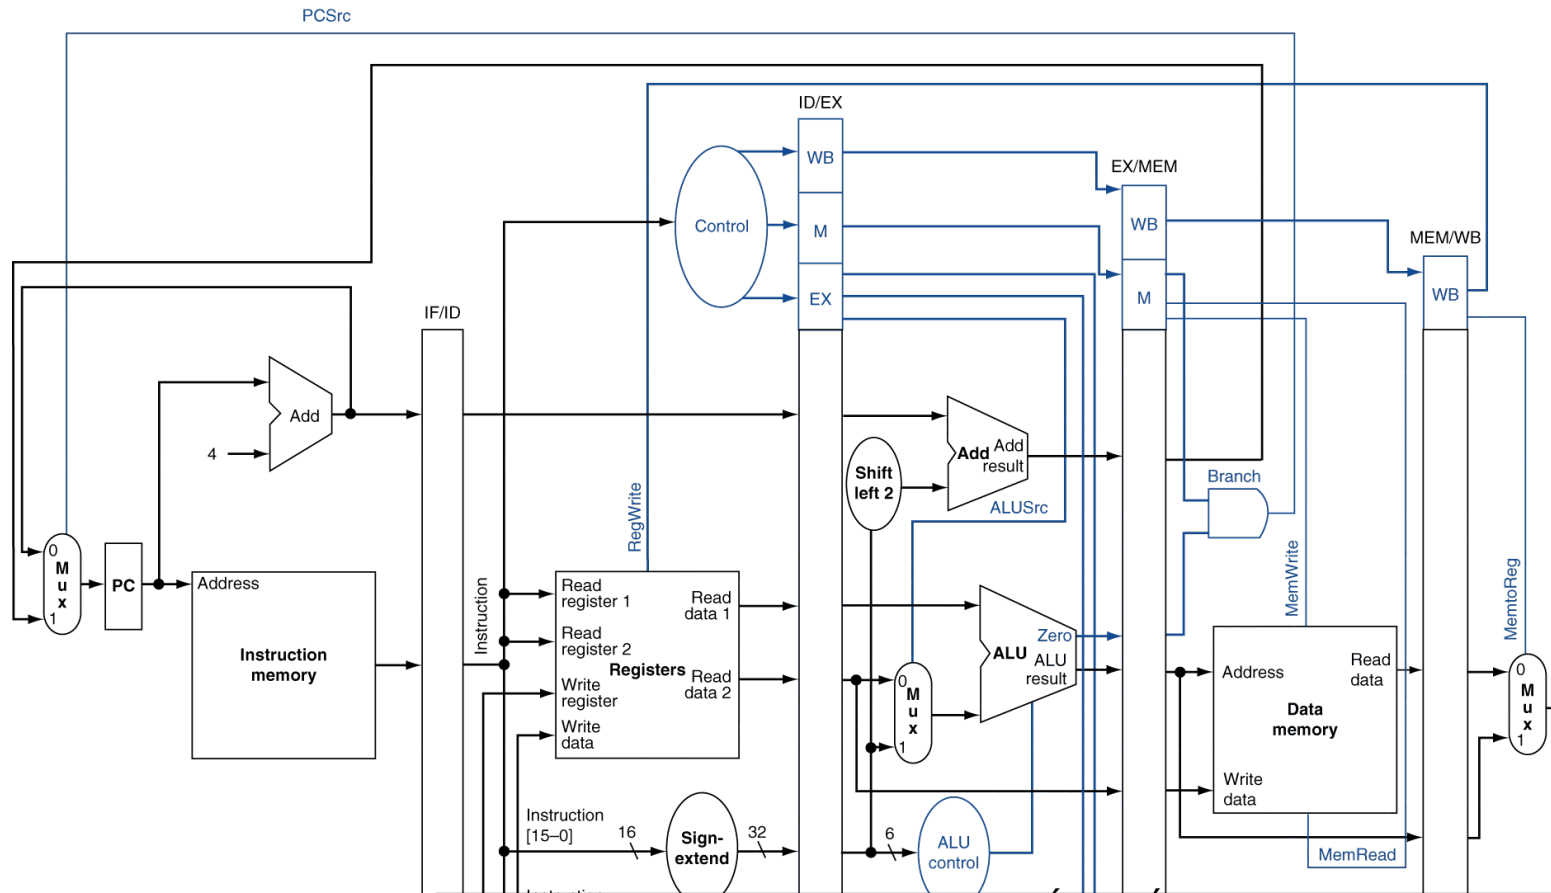 PCSrc
ID/EX
WB
EX/MEM
Control
M
WB
MEM/WB
EX
M
WB
IF/ID
Add
4
Add Add
result
Shift
left 2
Branch
ALUSrc
RegWrite
MemWrite
MemtoReg
0
M
u
x
1
PC
Address
Instruction
memory
Instruction
Read
register 1
Read
data 1
Read
register 2
Registers
Read
data 2
Write
register
Write
data
Zero
ALU
ALU
result
0
M
u
x
1
Address
Read
data
Data
memory
Write
data
0
M
u
x
1
Instruction
[15–0]
16
Sign-
extend
32
6
ALU
control
MemRead